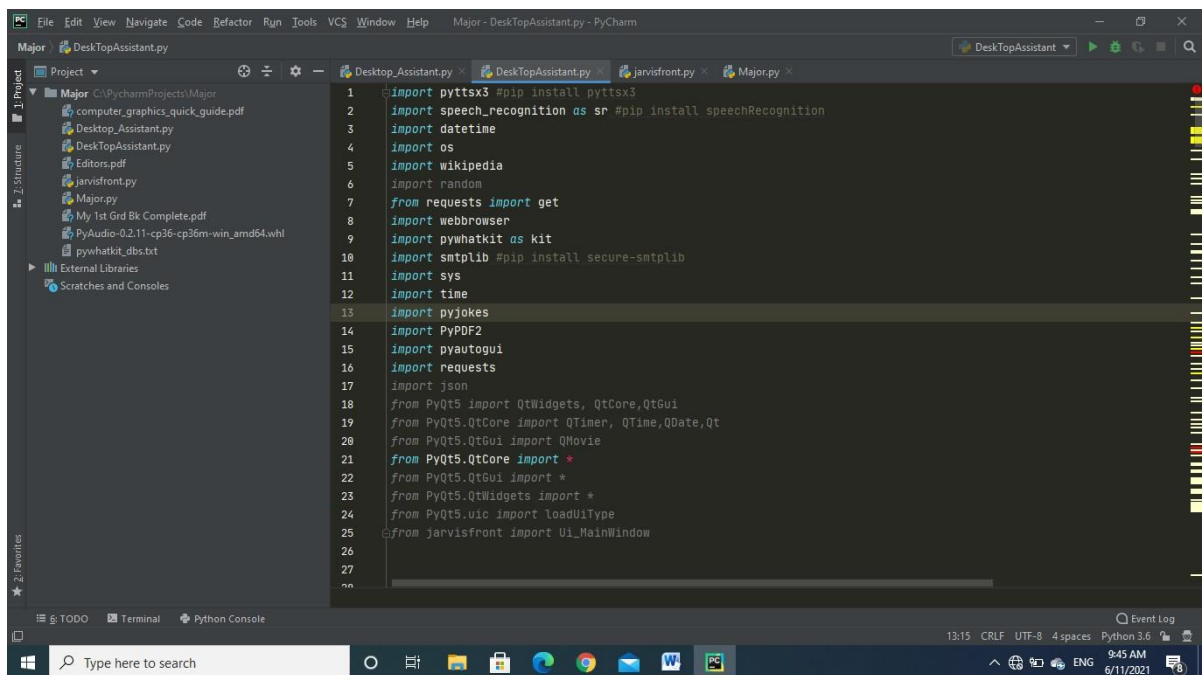 File Edit View Navigate Code Refactor Run Tools VCS Window Help Major - DeskTopAssistant.py - PyCharm
Major DeskTopAssistant.py DeskTopAssistant
Project
Desktop_Assistant.py DeskTopAssistant.py jarvisfront.py Major.py
1: Project
7: Structure
2: Favorites
Major C:\PycharmProjects\Major
computer_graphics_quick_guide.pdf
Desktop_Assistant.py
DeskTopAssistant.py
Editors.pdf
jarvisfront.py
Major.py
My 1st Grd Bk Complete.pdf
PyAudio-0.2.11-cp36-cp36m-win_amd64.whl
pywhatkit_dbs.txt
External Libraries
Scratches and Consoles
1 import pyttsx3 #pip install pyttsx3
2 import speech_recognition as sr #pip install speechRecognition
3 import datetime
4 import os
5 import wikipedia
6 import random
7 from requests import get
8 import webbrowser
9 import pywhatkit as kit
10 import smtplib #pip install secure-smtplib
11 import sys
12 import time
13 import pyjokes
14 import PyPDF2
15 import pyautogui
16 import requests
17 import json
18 from PyQt5 import QtWidgets, QtCore,QtGui
19 from PyQt5.QtCore import QTimer, QTime,QDate,Qt
20 from PyQt5.QtGui import QMovie
21 from PyQt5.QtCore import *
22 from PyQt5.QtGui import *
23 from PyQt5.QtWidgets import *
24 from PyQt5.uic import loadUiType
25 from jarvisfront import Ui_MainWindow
26
27
28
6: TODO Terminal Python Console Event Log
13:15 CRLF UTF-8 4 spaces Python 3.6
Type here to search
ENG
9:45 AM
6/11/2021
8